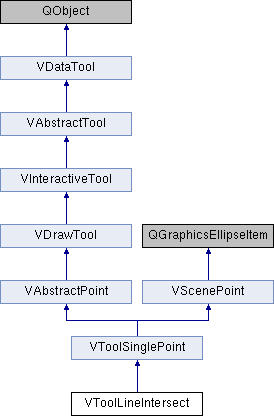 QObject
VDataTool
VAbstractTool
VInteractiveTool
VDrawTool
QGraphicsEllipseItem
VAbstractPoint
VScenePoint
VToolSinglePoint
VToolLineIntersect